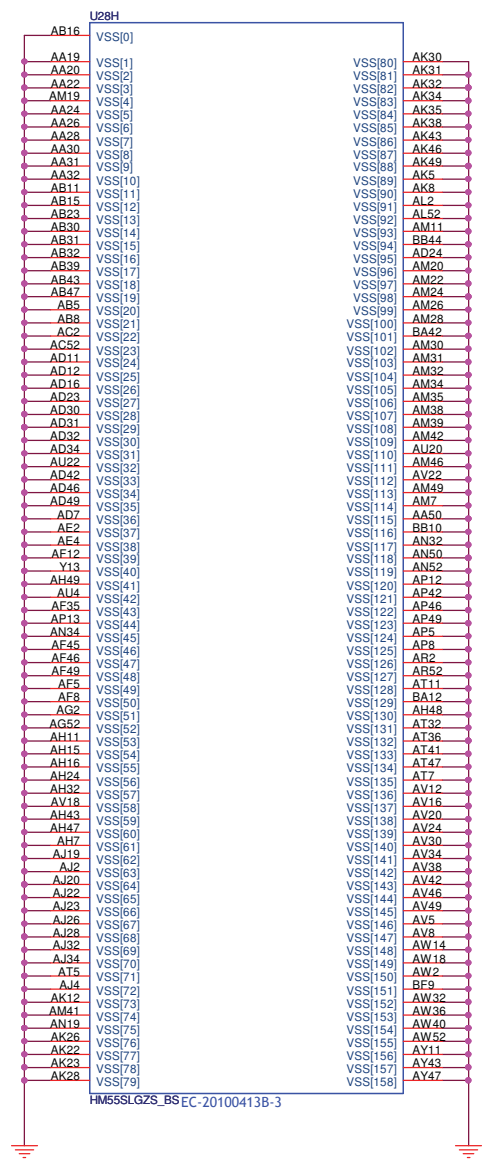 U28H
AB16 VSS[0]
AA19 VSS[1] VSS[80] AK30
AA20 VSS[2] VSS[81] AK31
AA22 VSS[3] VSS[82] AK32
AM19 VSS[4] VSS[83] AK34
AA24 VSS[5] VSS[84] AK35
AA26 VSS[6] VSS[85] AK38
AA28 VSS[7] VSS[86] AK43
AA30 VSS[8] VSS[87] AK46
AA31 VSS[9] VSS[88] AK49
AA32 VSS[10] VSS[89] AK5
AB11 VSS[11] VSS[90] AK8
AB15 VSS[12] VSS[91] AL2
AB23 VSS[13] VSS[92] AL52
AB30 VSS[14] VSS[93] AM11
AB31 VSS[15] VSS[94] BB44
AB32 VSS[16] VSS[95] AD24
AB39 VSS[17] VSS[96] AM20
AB43 VSS[18] VSS[97] AM22
AB47 VSS[19] VSS[98] AM24
AB5 VSS[20] VSS[99] AM26
AB8 VSS[21] VSS[100] AM28
AC2 VSS[22] VSS[101] BA42
AC52 VSS[23] VSS[102] AM30
AD11 VSS[24] VSS[103] AM31
AD12 VSS[25] VSS[104] AM32
AD16 VSS[26] VSS[105] AM34
AD23 VSS[27] VSS[106] AM35
AD30 VSS[28] VSS[107] AM38
AD31 VSS[29] VSS[108] AM39
AD32 VSS[30] VSS[109] AM42
AD34 VSS[31] VSS[110] AU20
AU22 VSS[32] VSS[111] AM46
AD42 VSS[33] VSS[112] AV22
AD46 VSS[34] VSS[113] AM49
AD49 VSS[35] VSS[114] AM7
AD7 VSS[36] VSS[115] AA50
AE2 VSS[37] VSS[116] BB10
AE4 VSS[38] VSS[117] AN32
AF12 VSS[39] VSS[118] AN50
Y13 VSS[40] VSS[119] AN52
AH49 VSS[41] VSS[120] AP12
AU4 VSS[42] VSS[121] AP42
AF35 VSS[43] VSS[122] AP46
AP13 VSS[44] VSS[123] AP49
AN34 VSS[45] VSS[124] AP5
AF45 VSS[46] VSS[125] AP8
AF46 VSS[47] VSS[126] AR2
AF49 VSS[48] VSS[127] AR52
AF5 VSS[49] VSS[128] AT11
AF8 VSS[50] VSS[129] BA12
AG2 VSS[51] VSS[130] AH48
AG52 VSS[52] VSS[131] AT32
AH11 VSS[53] VSS[132] AT36
AH15 VSS[54] VSS[133] AT41
AH16 VSS[55] VSS[134] AT47
AH24 VSS[56] VSS[135] AT7
AH32 VSS[57] VSS[136] AV12
AV18 VSS[58] VSS[137] AV16
AH43 VSS[59] VSS[138] AV20
AH47 VSS[60] VSS[139] AV24
AH7 VSS[61] VSS[140] AV30
AJ19 VSS[62] VSS[141] AV34
AJ2 VSS[63] VSS[142] AV38
AJ20 VSS[64] VSS[143] AV42
AJ22 VSS[65] VSS[144] AV46
AJ23 VSS[66] VSS[145] AV49
AJ26 VSS[67] VSS[146] AV5
AJ28 VSS[68] VSS[147] AV8
AJ32 VSS[69] VSS[148] AW14
AJ34 VSS[70] VSS[149] AW18
AT5 VSS[71] VSS[150] AW2
AJ4 VSS[72] VSS[151] BF9
AK12 VSS[73] VSS[152] AW32
AM41 VSS[74] VSS[153] AW36
AN19 VSS[75] VSS[154] AW40
AK26 VSS[76] VSS[155] AW52
AK22 VSS[77] VSS[156] AY11
AK23 VSS[78] VSS[157] AY43
AK28 VSS[79] VSS[158] AY47
HM55SLGZS_BS EC-20100413B-3